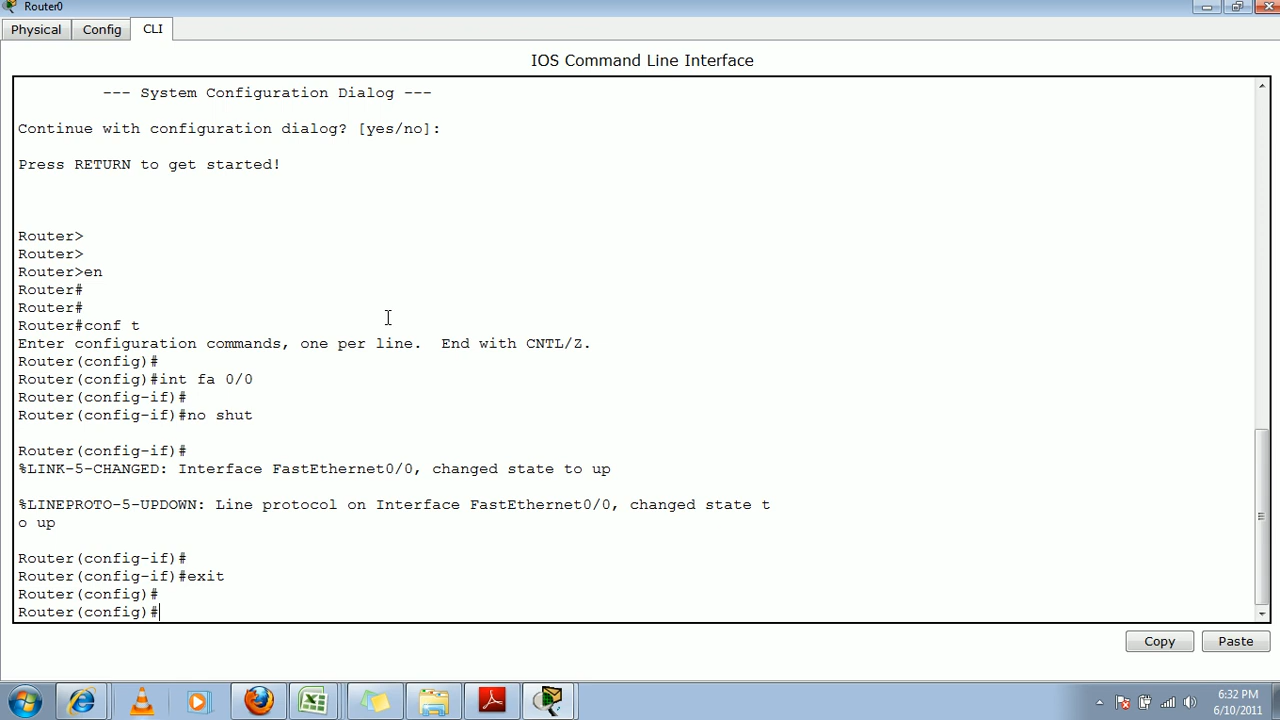 Router0
Physical Config CLI
IOS Command Line Interface
--- System Configuration Dialog ---
Continue with configuration dialog? [yes/no]:
Press RETURN to get started!
Router>
Router>
Router>en
Router#
Router#
Router#conf t
Enter configuration commands, one per line.  End with CNTL/Z.
Router(config)#
Router(config)#int fa 0/0
Router(config-if)#
Router(config-if)#no shut
Router(config-if)#
%LINK-5-CHANGED: Interface FastEthernet0/0, changed state to up
%LINEPROTO-5-UPDOWN: Line protocol on Interface FastEthernet0/0, changed state t
o up
Router(config-if)#
Router(config-if)#exit
Router(config)#
Router(config)#
Copy Paste
6:32 PM
6/10/2011